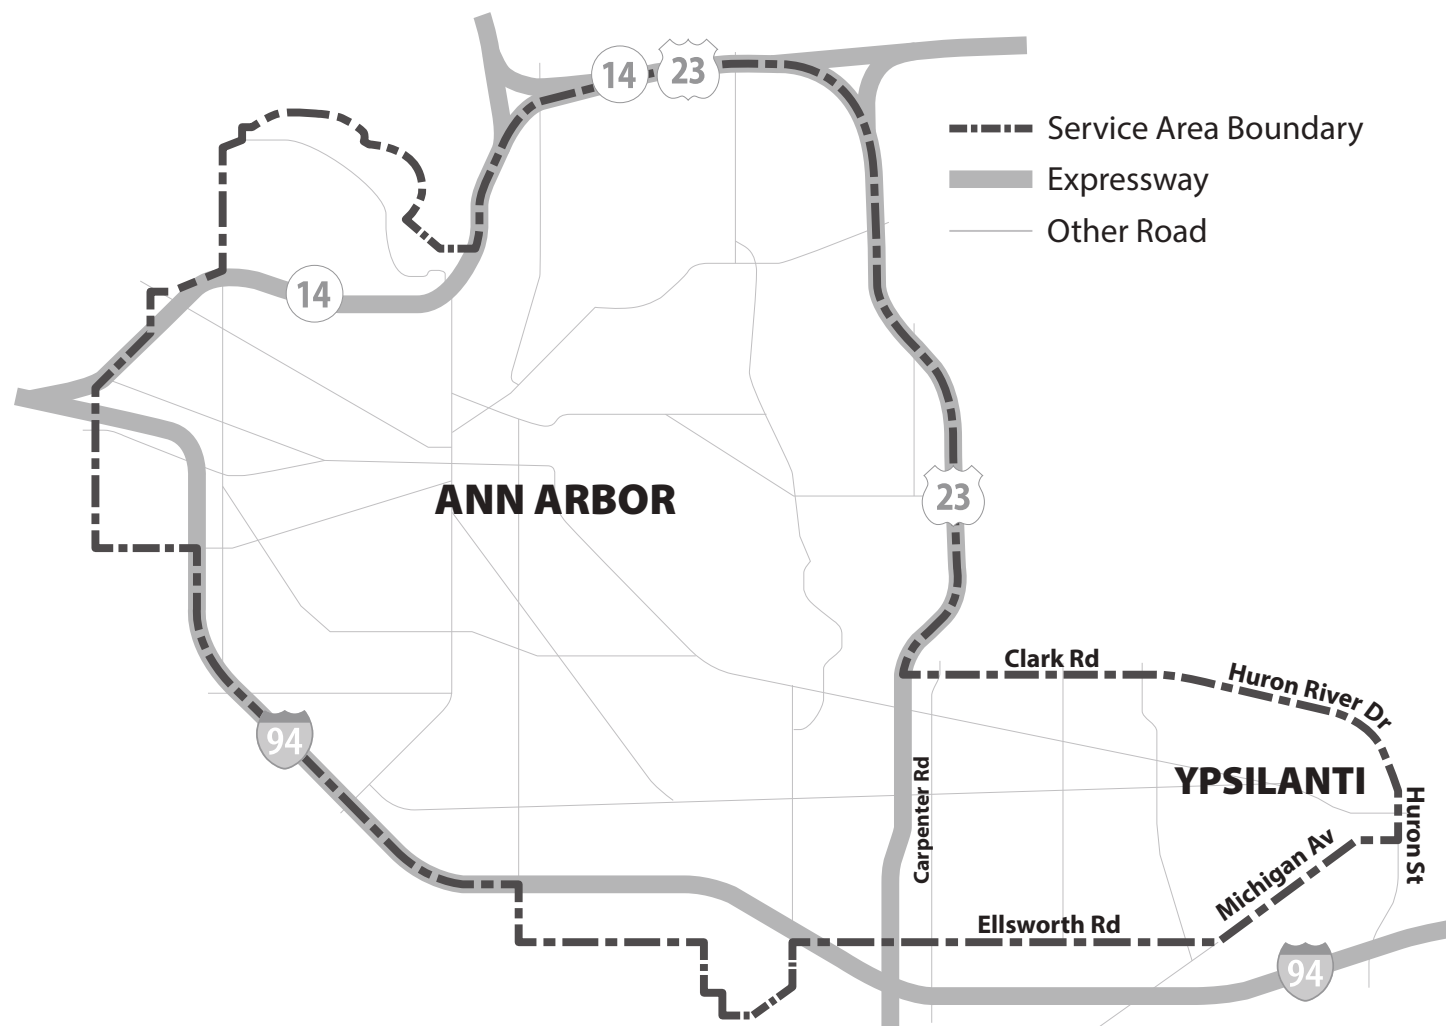 14
23
Service Area Boundary
Expressway
Other Road
14
ANN ARBOR
23
Clark Rd
Huron River Dr
94
YPSILANTI
Carpenter Rd
Huron St
Michigan Av
Ellsworth Rd
94